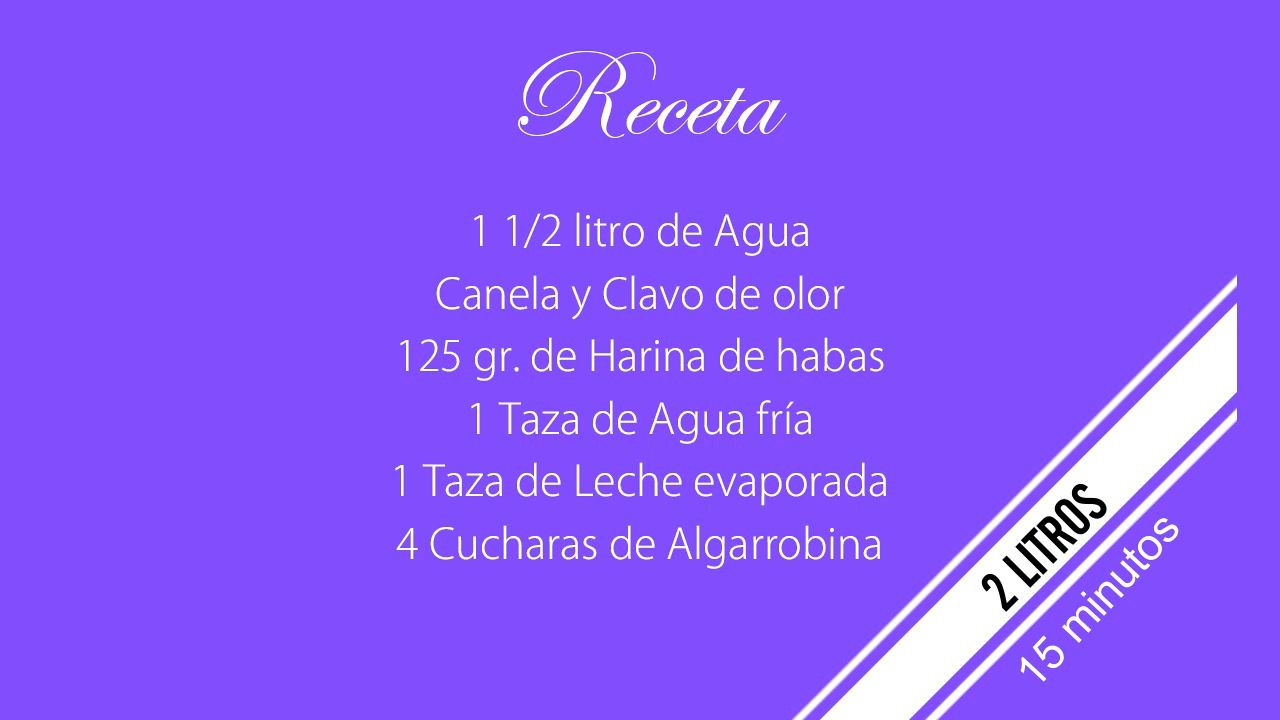 Receta
1 1/2 litro de Agua
Canela y Clavo de olor
125 gr. de Harina de habas
1 Taza de Agua fría
1 Taza de Leche evaporada
4 Cucharas de Algarrobina
2 LITROS
15 minutos